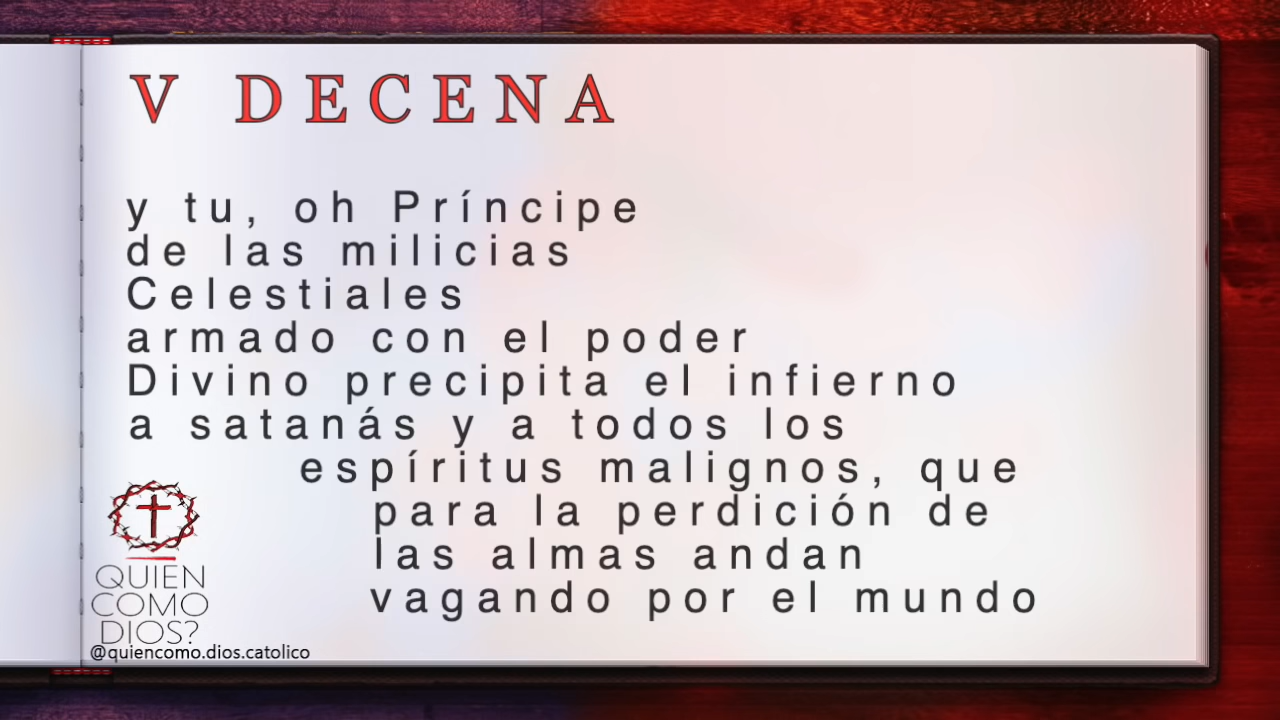 V DECENA
y tu, oh Príncipe
de las milicias
Celestiales
armado con el poder
Divino precipita el infierno
a satanás y a todos los
espíritus malignos, que
para la perdición de
las almas andan
vagando por el mundo
QUIEN
COMO
DIOS?
@quiencomo.dios.catolico